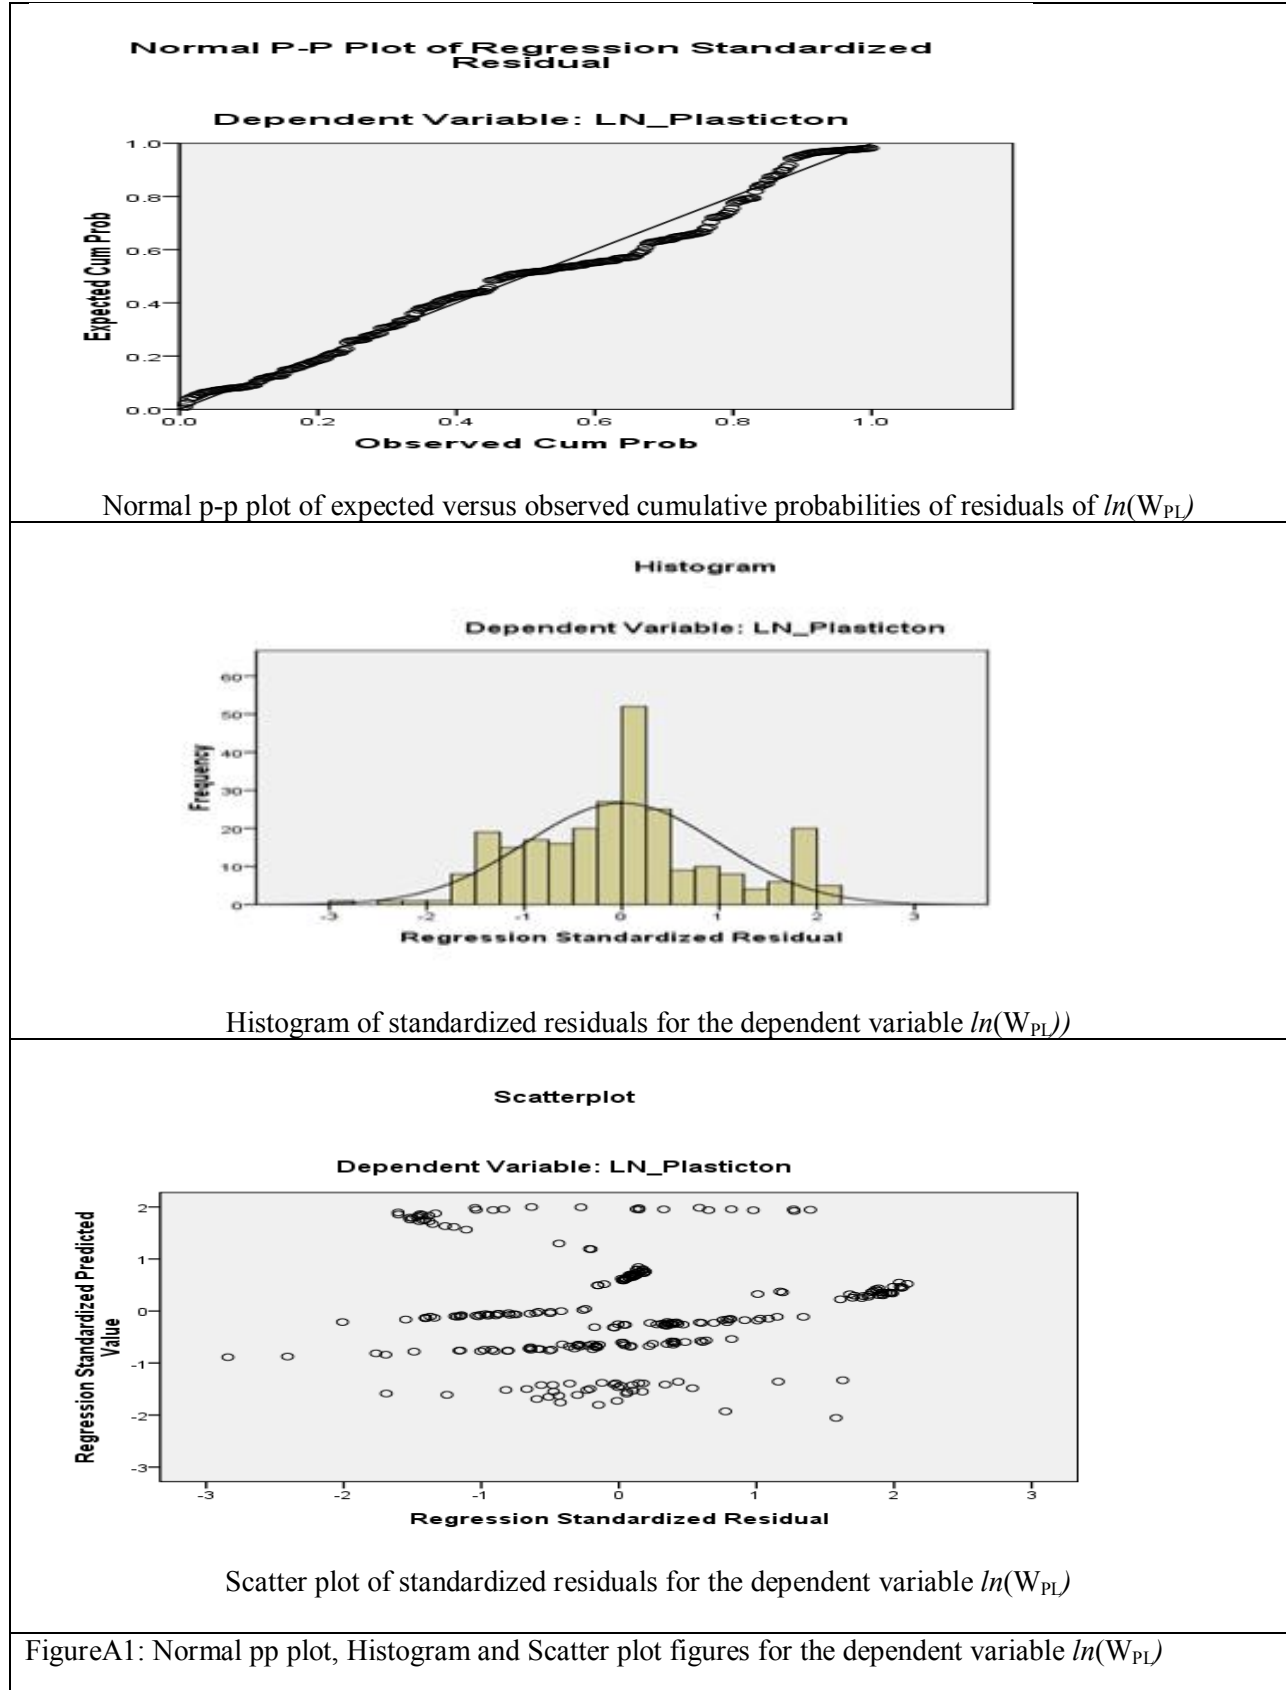 Normal P-P Plot of Regression Standardized
Residual
Dependent Variable: LN_Plasticton
1.0
0.8
0.6
0.4
0.2
0.0
Expected Cum Prob
0.0 0.2 0.4 0.6 0.8 1.0
Observed Cum Prob
Normal p-p plot of expected versus observed cumulative probabilities of residuals of ln(WPL)
Histogram
Dependent Variable: LN_Plasticton
60
50
40
30
20
10
0
Frequency
-3 -2 -1 0 1 2 3
Regression Standardized Residual
Histogram of standardized residuals for the dependent variable ln(WPL))
Scatterplot
Dependent Variable: LN_Plasticton
2
1
0
-1
-2
-3
Regression Standardized Predicted
Value
-3 -2 -1 0 1 2 3
Regression Standardized Residual
Scatter plot of standardized residuals for the dependent variable ln(WPL)
FigureA1: Normal pp plot, Histogram and Scatter plot figures for the dependent variable ln(WPL)